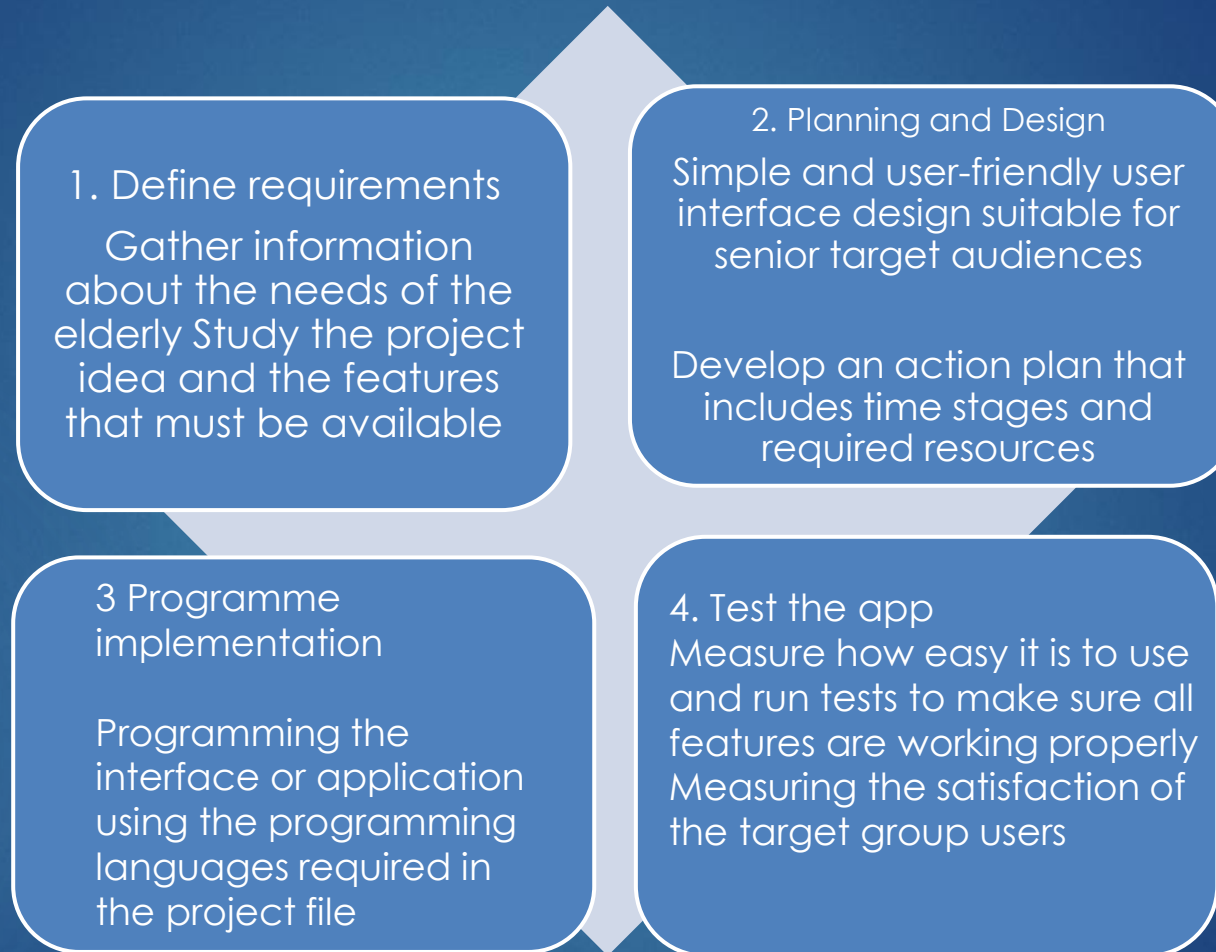 1. Define requirements
Gather information
about the needs of the
elderly Study the project
idea and the features
that must be available
2. Planning and Design
Simple and user-friendly user
interface design suitable for
senior target audiences
Develop an action plan that
includes time stages and
required resources
3 Programme
implementation
Programming the
interface or application
using the programming
languages required in
the project file
4. Test the app
Measure how easy it is to use
and run tests to make sure all
features are working properly
Measuring the satisfaction of
the target group users